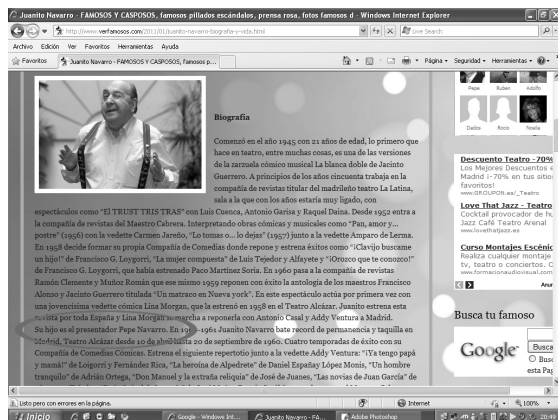 Juanito Navarro - FAMOSOS Y CASPOSOS, famosos pillados escándalos, prensa rosa, fotos famosos d - Windows Internet Explorer
http://www.verfamosos.com/2011/01/juanito-navarro-biografia-y-vida.html
Live Search
Archivo Edición Ver Favoritos Herramientas Ayuda
Favoritos Juanito Navarro - FAMOSOS Y CASPOSOS, famosos p...
Página Seguridad Herramientas
Biografía
Comenzó en el año 1945 con 21 años de edad, lo primero que
hace en teatro, entre muchas cosas, es una de las versiones
de la zarzuela cómico musical La blanca doble de Jacinto
Guerrero. A principios de los años cincuenta trabaja en la
compañía de revistas titular del madrileño teatro La Latina,
sala a la que con los años estaría muy ligado, con
espectáculos como "El TRUST TRIS TRAS" con Luis Cuenca, Antonio Garisa y Raquel Daina. Desde 1952 entra a
la compañía de revistas del Maestro Cabrera. Interpretando obras cómicas y musicales como "Pan, amor y...
postre" (1956) con la vedette Carmen Jareño, "Lo tomas o... lo dejas" (1957) junto a la vedette Amparo de Lerma.
En 1958 decide formar su propia Compañía de Comedias donde repone y estrena éxitos como "¡Clavijo buscame
un hijo!" de Francisco G. Loygorri, "La mujer compuesta" de Luis Tejedor y Alfayete y "¡Orozco que te conozco!"
de Francisco G. Loygorri, que había estrenado Paco Martínez Soria. En 1960 pasa a la compañía de revistas
Ramón Clemente y Muñoz Román que ese mismo 1959 reponen con éxito la antología de los maestros Francisco
Alonso y Jacinto Guerrero titulada "Un matraco en Nueva york". En este espectáculo actúa por primera vez con
una jovencisima vedette cómica Lina Morgan, que la estrenó en 1958 en el Teatro Alcázar. Juanito estrena esta
revista por toda España y Lina Morgan se marcha a reponerla con Antonio Casal y Addy Ventura a Madrid.
Su hijo es el presentador Pepe Navarro. En 1960-1961 Juanito Navarro bate record de permanencia y taquilla en
Madrid, Teatro Alcázar desde 10 de abril hasta 20 de septiembre de 1960. Cuatro temporadas de éxito con su
Compañía de Comedias Cómicas. Estrena el siguiente repertorio junto a la vedette Addy Ventura: "¡Ya tengo papá
y mamá!" de Loigorri y Fernández Rica, "La heroína de Alpedrete" de Daniel España y López Monis, "Un hombre
tranquilo" de Adrián Ortega, "Don Manuel y la extraña reliquia" de José de Juanes, "Las novias de Juan García" de
Pepe Ruben Adolfo
Dados Rocio Noelia
Descuento Teatro -70%
Los Mejores Descuentos e
Madrid i-70% en tus sitios
favoritos!
www.GROUPON.es/_Teatro
Love That Jazz - Teatro
Cocktail provocador de hu
Jazz Café Teatro Arenal
www.lovethatjazz.es
Curso Montajes Escénic
Realiza cualquier montaje
tv, teatro o conciertos. C
www.formacionaudiovisual.com
Anun
Busca tu famoso
Google
Busca
Busc
esta Pág
Listo pero con errores en la página.
Internet
100%
Inicio
Google - Windows Int...
Juanito Navarro - FA...
Adobe Photoshop
20:49